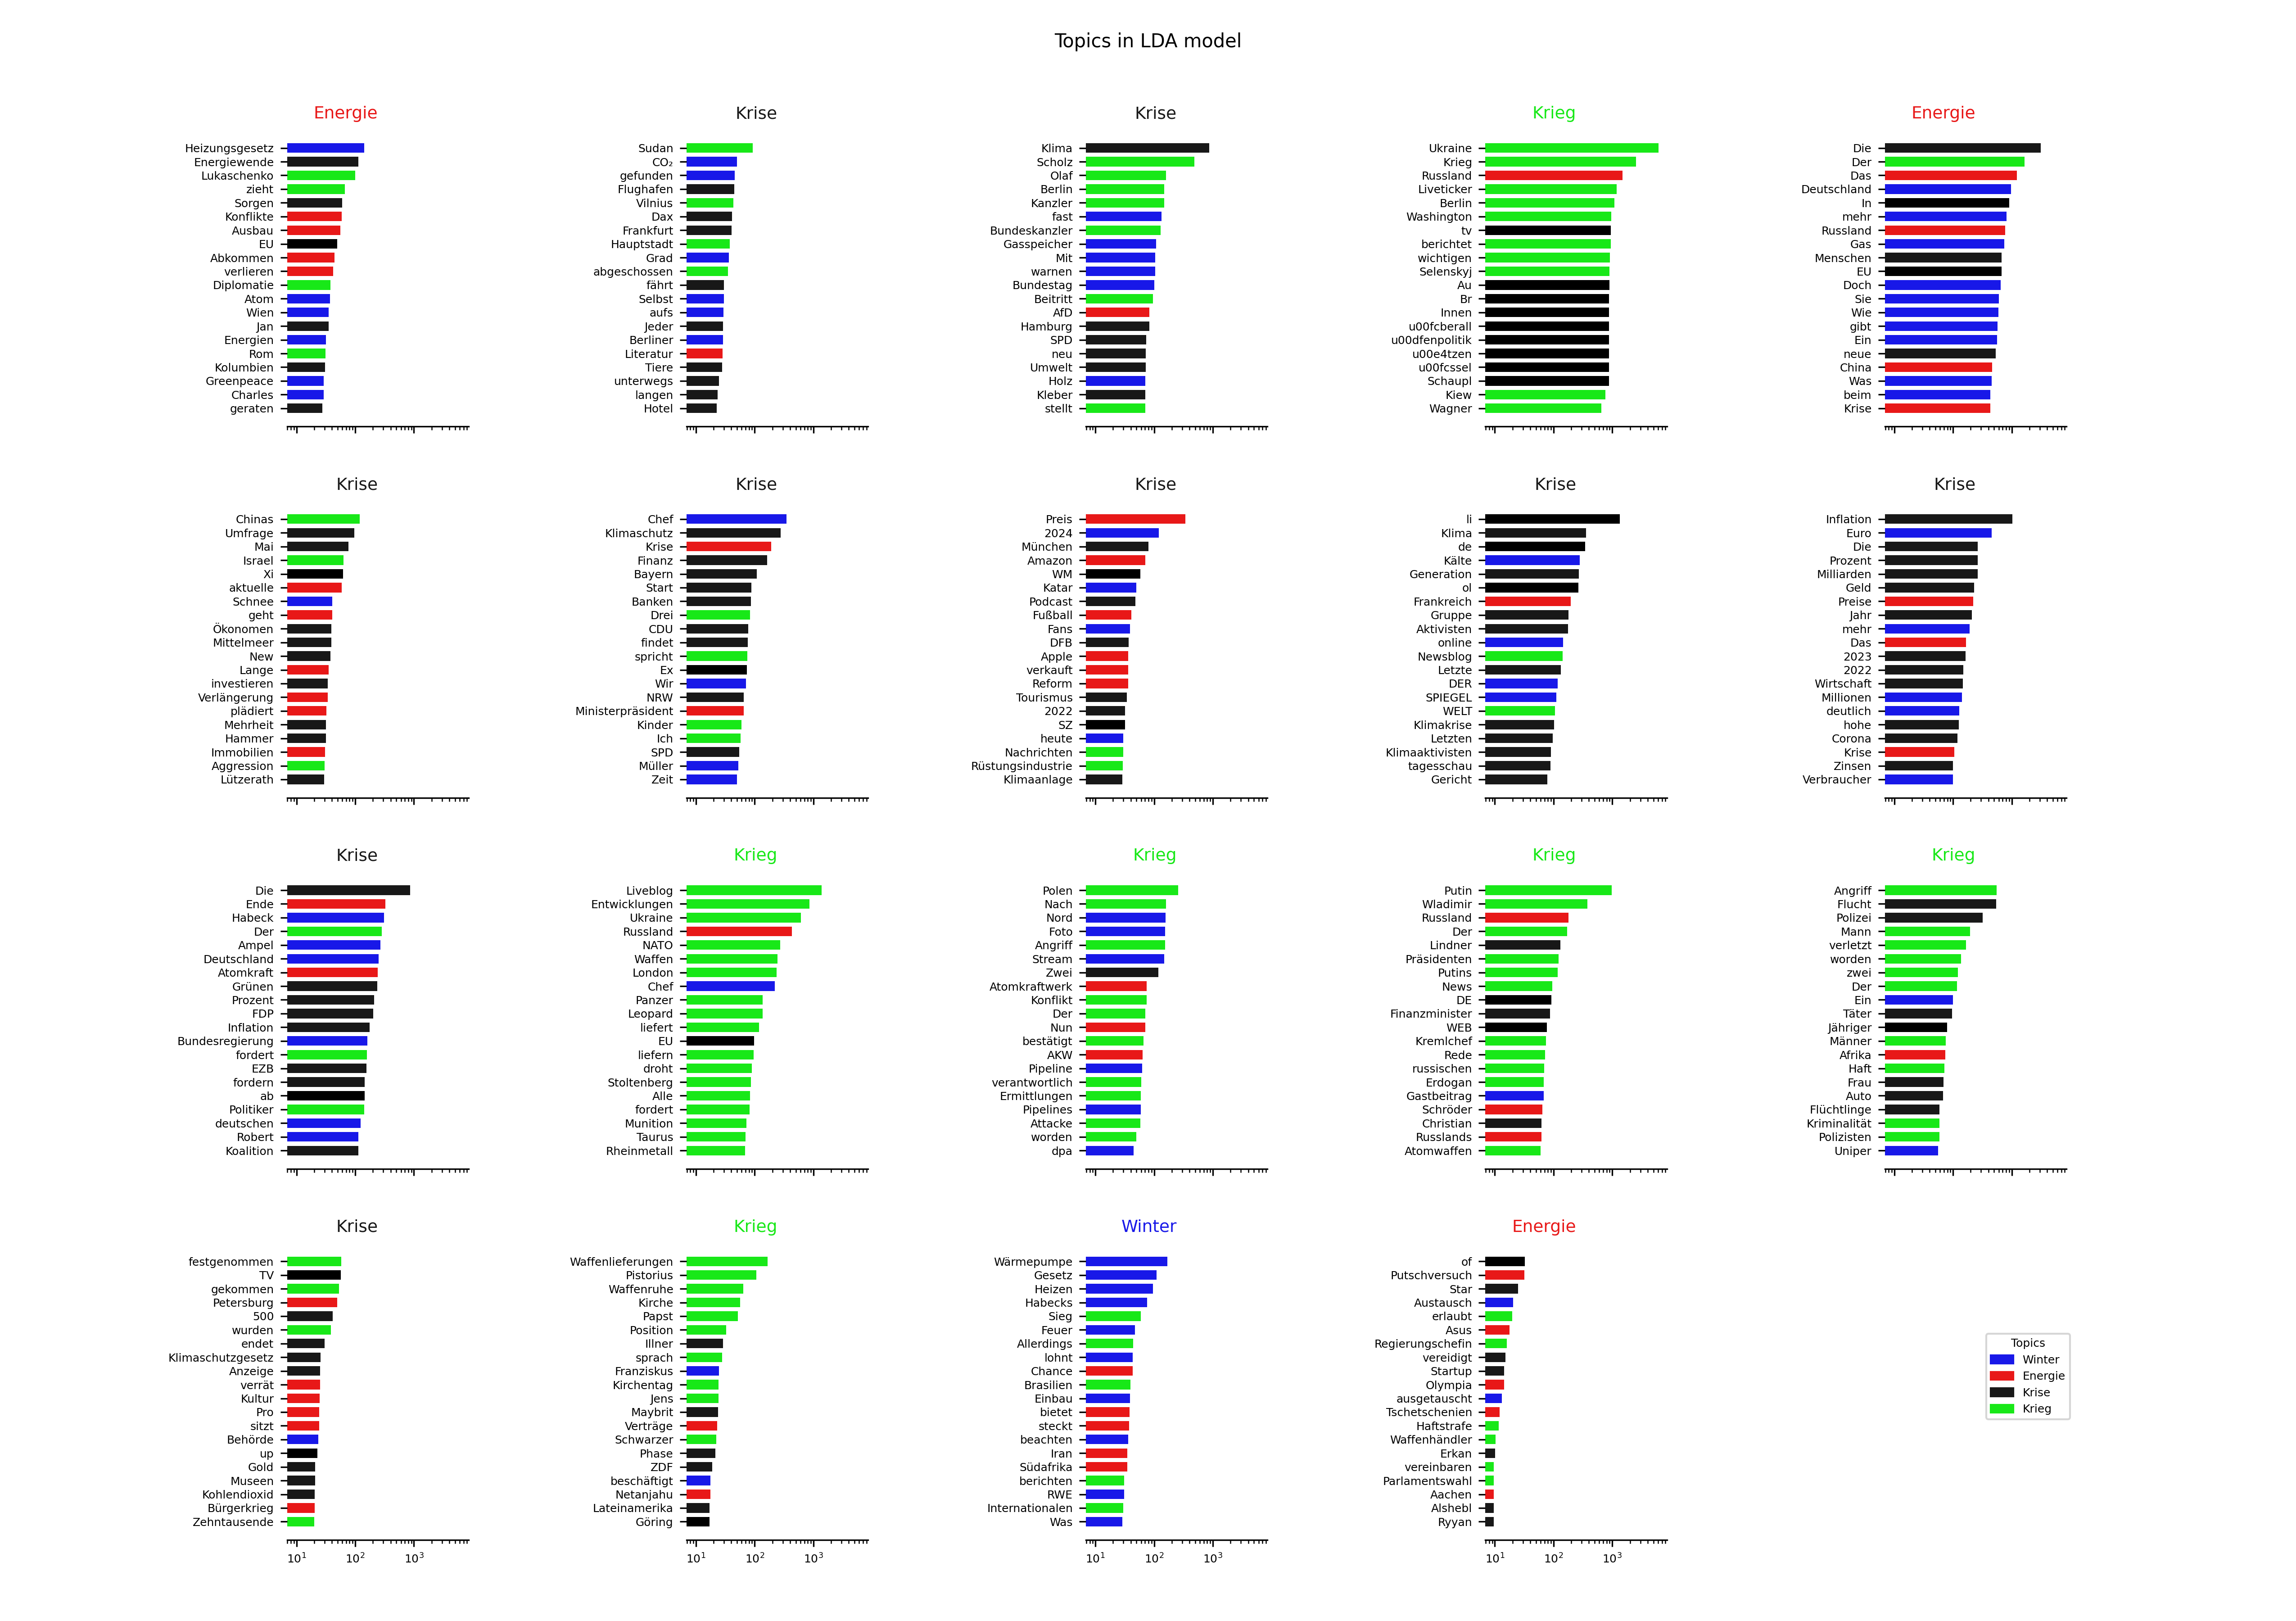 Topics in LDA model
Energie
Heizungsgesetz
Energiewende
Lukaschenko
zieht
Sorgen
Konflikte
Ausbau
EU
Abkommen
verlieren
Diplomatie
Atom
Wien
Jan
Energien
Rom
Kolumbien
Greenpeace
Charles
geraten
Krise
Sudan
CO₂
gefunden
Flughafen
Vilnius
Dax
Frankfurt
Hauptstadt
Grad
abgeschossen
fährt
Selbst
aufs
Jeder
Berliner
Literatur
Tiere
unterwegs
langen
Hotel
Krise
Klima
Scholz
Olaf
Berlin
Kanzler
fast
Bundeskanzler
Gasspeicher
Mit
warnen
Bundestag
Beitritt
AfD
Hamburg
SPD
neu
Umwelt
Holz
Kleber
stellt
Krieg
Ukraine
Krieg
Russland
Liveticker
Berlin
Washington
tv
berichtet
wichtigen
Selenskyj
Au
Br
Innen
u00fcberall
u00dfenpolitik
u00e4tzen
u00fcssel
Schaupl
Kiew
Wagner
Energie
Die
Der
Das
Deutschland
In
mehr
Russland
Gas
Menschen
EU
Doch
Sie
Wie
gibt
Ein
neue
China
Was
beim
Krise
Krise
Chinas
Umfrage
Mai
Israel
Xi
aktuelle
Schnee
geht
Ökonomen
Mittelmeer
New
Lange
investieren
Verlängerung
plädiert
Mehrheit
Hammer
Immobilien
Aggression
Lützerath
Krise
Chef
Klimaschutz
Krise
Finanz
Bayern
Start
Banken
Drei
CDU
findet
spricht
Ex
Wir
NRW
Ministerpräsident
Kinder
Ich
SPD
Müller
Zeit
Krise
Preis
2024
München
Amazon
WM
Katar
Podcast
Fußball
Fans
DFB
Apple
verkauft
Reform
Tourismus
2022
SZ
heute
Nachrichten
Rüstungsindustrie
Klimaanlage
Krise
li
Klima
de
Kälte
Generation
ol
Frankreich
Gruppe
Aktivisten
online
Newsblog
Letzte
DER
SPIEGEL
WELT
Klimakrise
Letzten
Klimaaktivisten
tagesschau
Gericht
Krise
Inflation
Euro
Die
Prozent
Milliarden
Geld
Preise
Jahr
mehr
Das
2023
2022
Wirtschaft
Millionen
deutlich
hohe
Corona
Krise
Zinsen
Verbraucher
Krise
Die
Ende
Habeck
Der
Ampel
Deutschland
Atomkraft
Grünen
Prozent
FDP
Inflation
Bundesregierung
fordert
EZB
fordern
ab
Politiker
deutschen
Robert
Koalition
Krieg
Liveblog
Entwicklungen
Ukraine
Russland
NATO
Waffen
London
Chef
Panzer
Leopard
liefert
EU
liefern
droht
Stoltenberg
Alle
fordert
Munition
Taurus
Rheinmetall
Krieg
Polen
Nach
Nord
Foto
Angriff
Stream
Zwei
Atomkraftwerk
Konflikt
Der
Nun
bestätigt
AKW
Pipeline
verantwortlich
Ermittlungen
Pipelines
Attacke
worden
dpa
Krieg
Putin
Wladimir
Russland
Der
Lindner
Präsidenten
Putins
News
DE
Finanzminister
WEB
Kremlchef
Rede
russischen
Erdogan
Gastbeitrag
Schröder
Christian
Russlands
Atomwaffen
Krieg
Angriff
Flucht
Polizei
Mann
verletzt
worden
zwei
Der
Ein
Täter
Jähriger
Männer
Afrika
Haft
Frau
Auto
Flüchtlinge
Kriminalität
Polizisten
Uniper
Krise
festgenommen
TV
gekommen
Petersburg
500
wurden
endet
Klimaschutzgesetz
Anzeige
verrät
Kultur
Pro
sitzt
Behörde
up
Gold
Museen
Kohlendioxid
Bürgerkrieg
Zehntausende
10¹ 10² 10³
Krieg
Waffenlieferungen
Pistorius
Waffenruhe
Kirche
Papst
Position
Illner
sprach
Franziskus
Kirchentag
Jens
Maybrit
Verträge
Schwarzer
Phase
ZDF
beschäftigt
Netanjahu
Lateinamerika
Göring
10¹ 10² 10³
Winter
Wärmepumpe
Gesetz
Heizen
Habecks
Sieg
Feuer
Allerdings
lohnt
Chance
Brasilien
Einbau
bietet
steckt
beachten
Iran
Südafrika
berichten
RWE
Internationalen
Was
10¹ 10² 10³
Energie
of
Putschversuch
Star
Austausch
erlaubt
Asus
Regierungschefin
vereidigt
Startup
Olympia
ausgetauscht
Tschetschenien
Haftstrafe
Waffenhändler
Erkan
vereinbaren
Parlamentswahl
Aachen
Alshebl
Ryyan
10¹ 10² 10³
Topics
Winter
Energie
Krise
Krieg